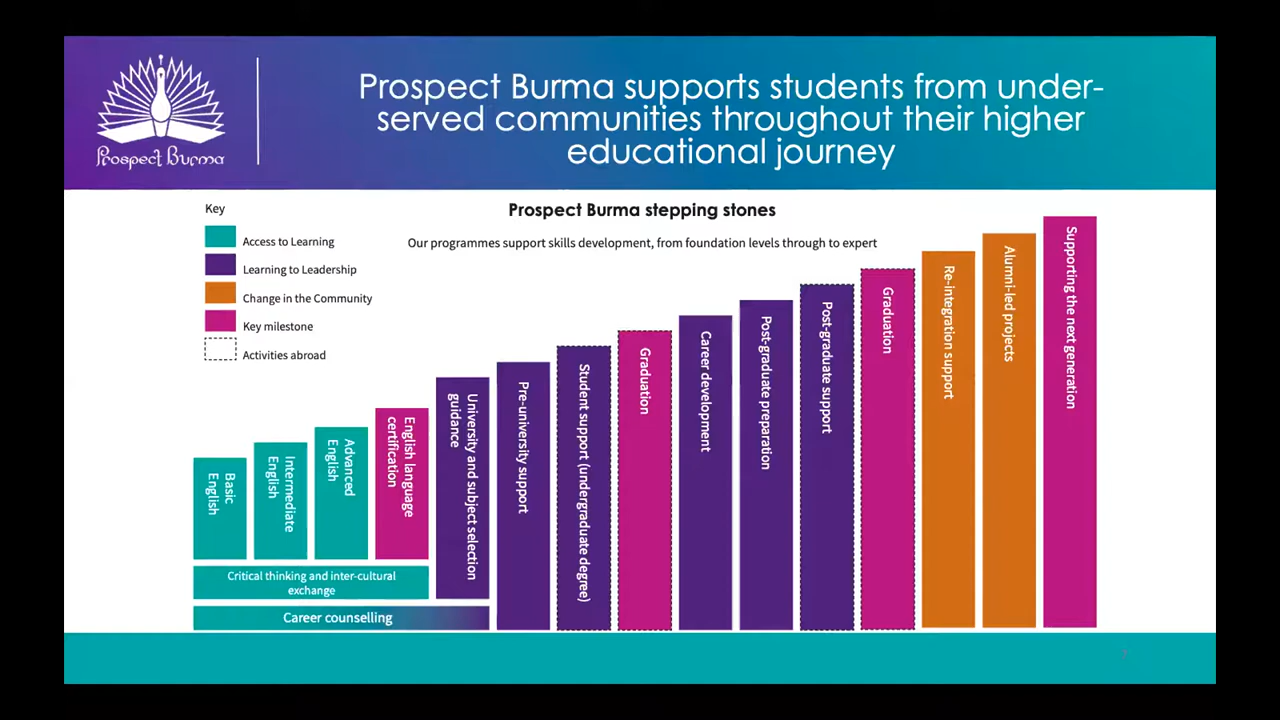 Prospect Burma supports students from under-
served communities throughout their higher
educational journey
Prospect Burma
Key
Access to Learning
Learning to Leadership
Change in the Community
Key milestone
Activities abroad
Prospect Burma stepping stones
Our programmes support skills development, from foundation levels through to expert
Basic
English
Intermediate
English
Advanced
English
English language
certification
University and subject selection
guidance
Pre-university support
Student support (undergraduate degree)
Graduation
Career development
Post-graduate preparation
Post-graduate support
Graduation
Re-integration support
Alumni-led projects
Supporting the next generation
Critical thinking and inter-cultural
exchange
Career counselling